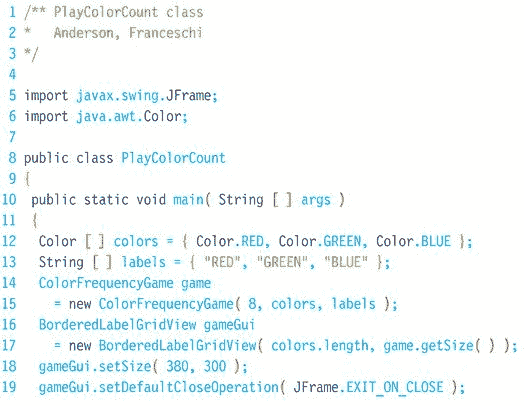 1 /** PlayColorCount class
2 *   Anderson, Franceschi
3 */
4
5 import javax.swing.JFrame;
6 import java.awt.Color;
7
8 public class PlayColorCount
9 {
10  public static void main( String [ ] args )
11  {
12   Color [ ] colors = { Color.RED, Color.GREEN, Color.BLUE };
13   String [ ] labels = { "RED", "GREEN", "BLUE" };
14   ColorFrequencyGame game
15     = new ColorFrequencyGame( 8, colors, labels );
16   BorderedLabelGridView gameGui
17     = new BorderedLabelGridView( colors.length, game.getSize( ) );
18   gameGui.setSize( 380, 300 );
19   gameGui.setDefaultCloseOperation( JFrame.EXIT_ON_CLOSE );